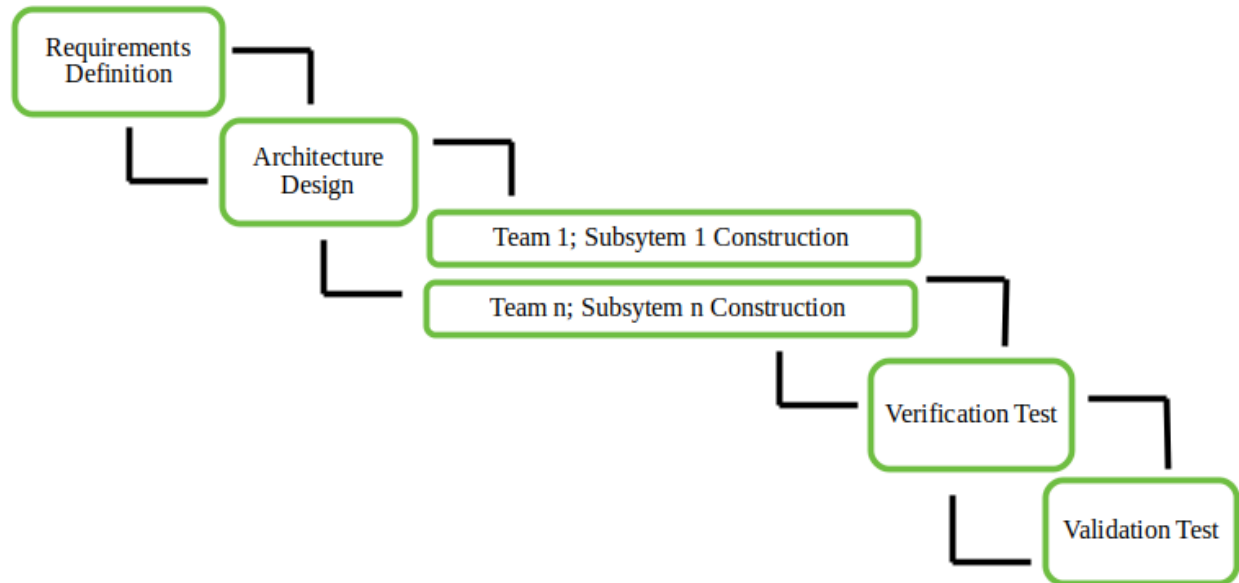 Requirements
Definition
Architecture
Design
Team 1; Subsytem 1 Construction
Team n; Subsytem n Construction
Verification Test
Validation Test